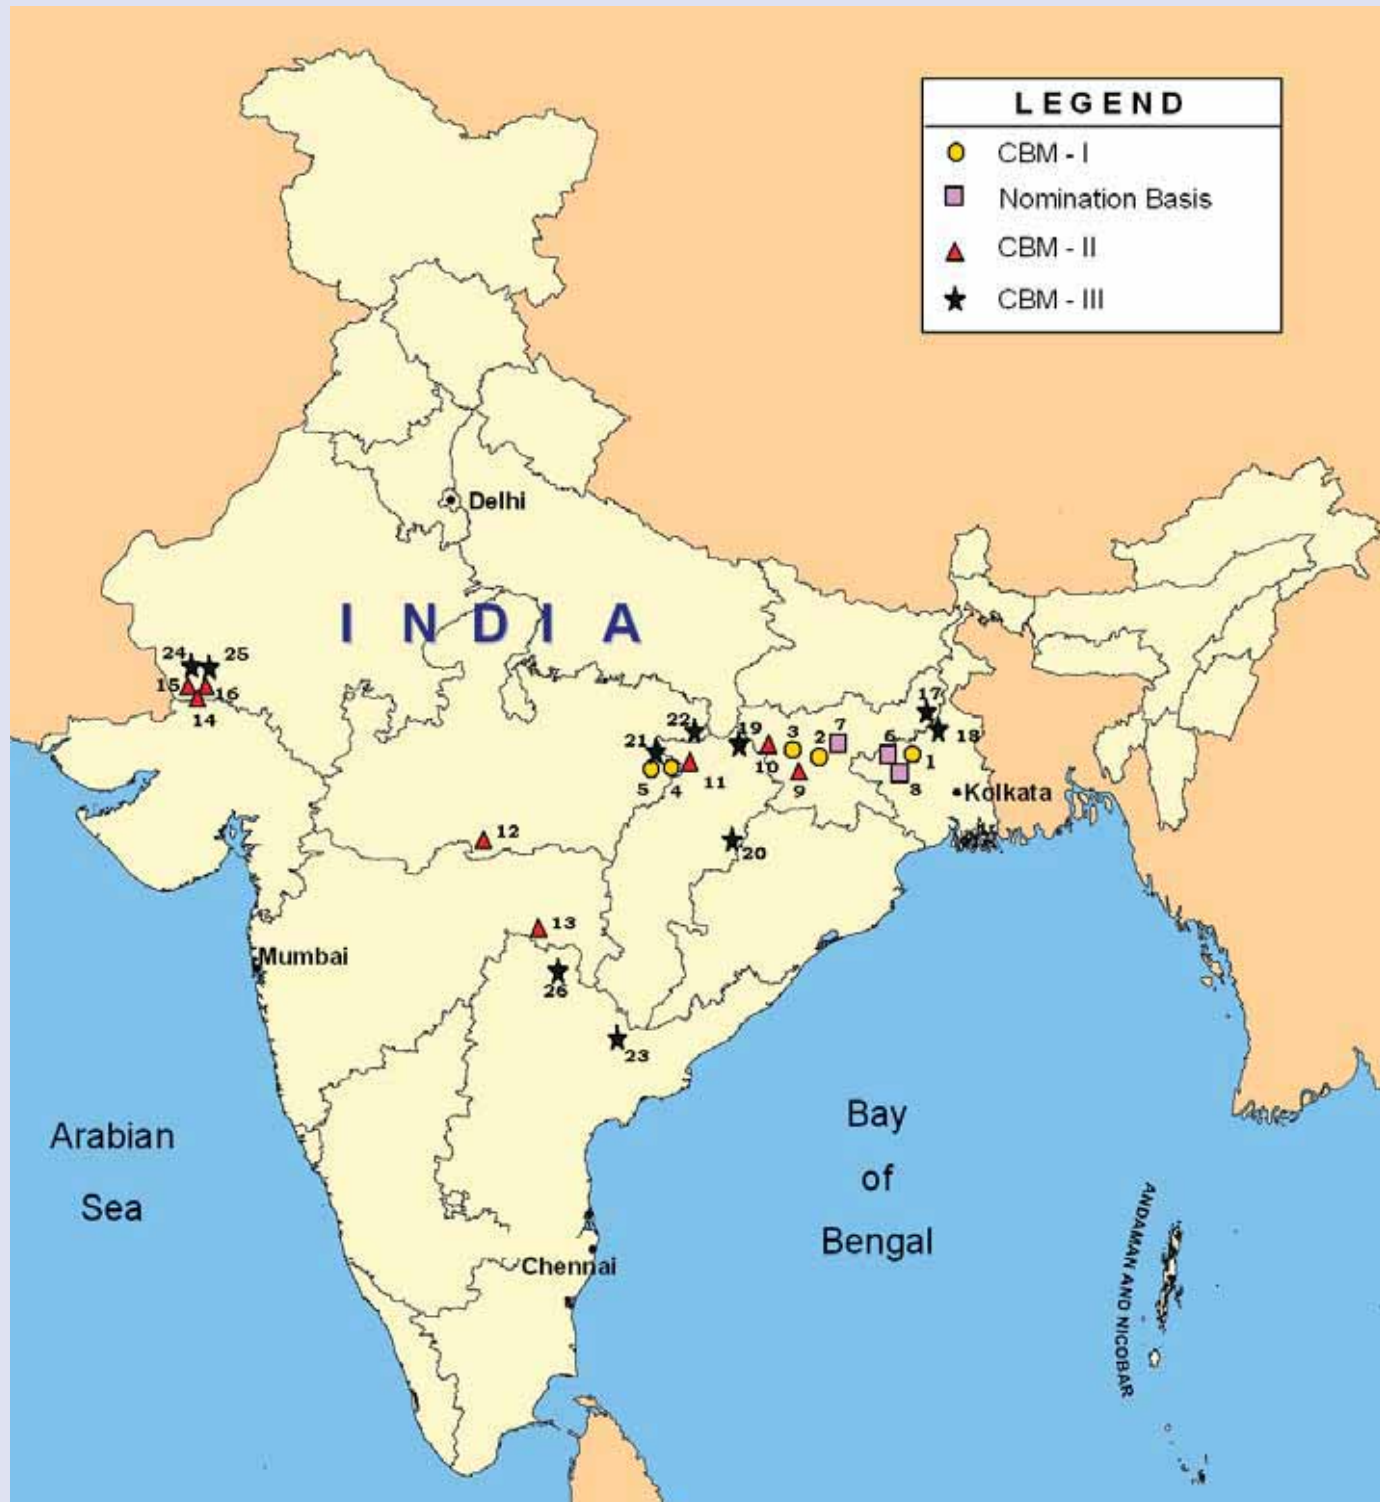 LEGEND
CBM - I
Nomination Basis
CBM - II
CBM - III
Delhi
INDIA
24
25
15
16
14
17
22
19
3
7
18
21
2
6
10
1
5
4
11
9
8
Kolkata
12
20
13
Mumbai
26
23
Arabian
Sea
Bay
of
Bengal
Chennai
ANDAMAN AND NICOBAR